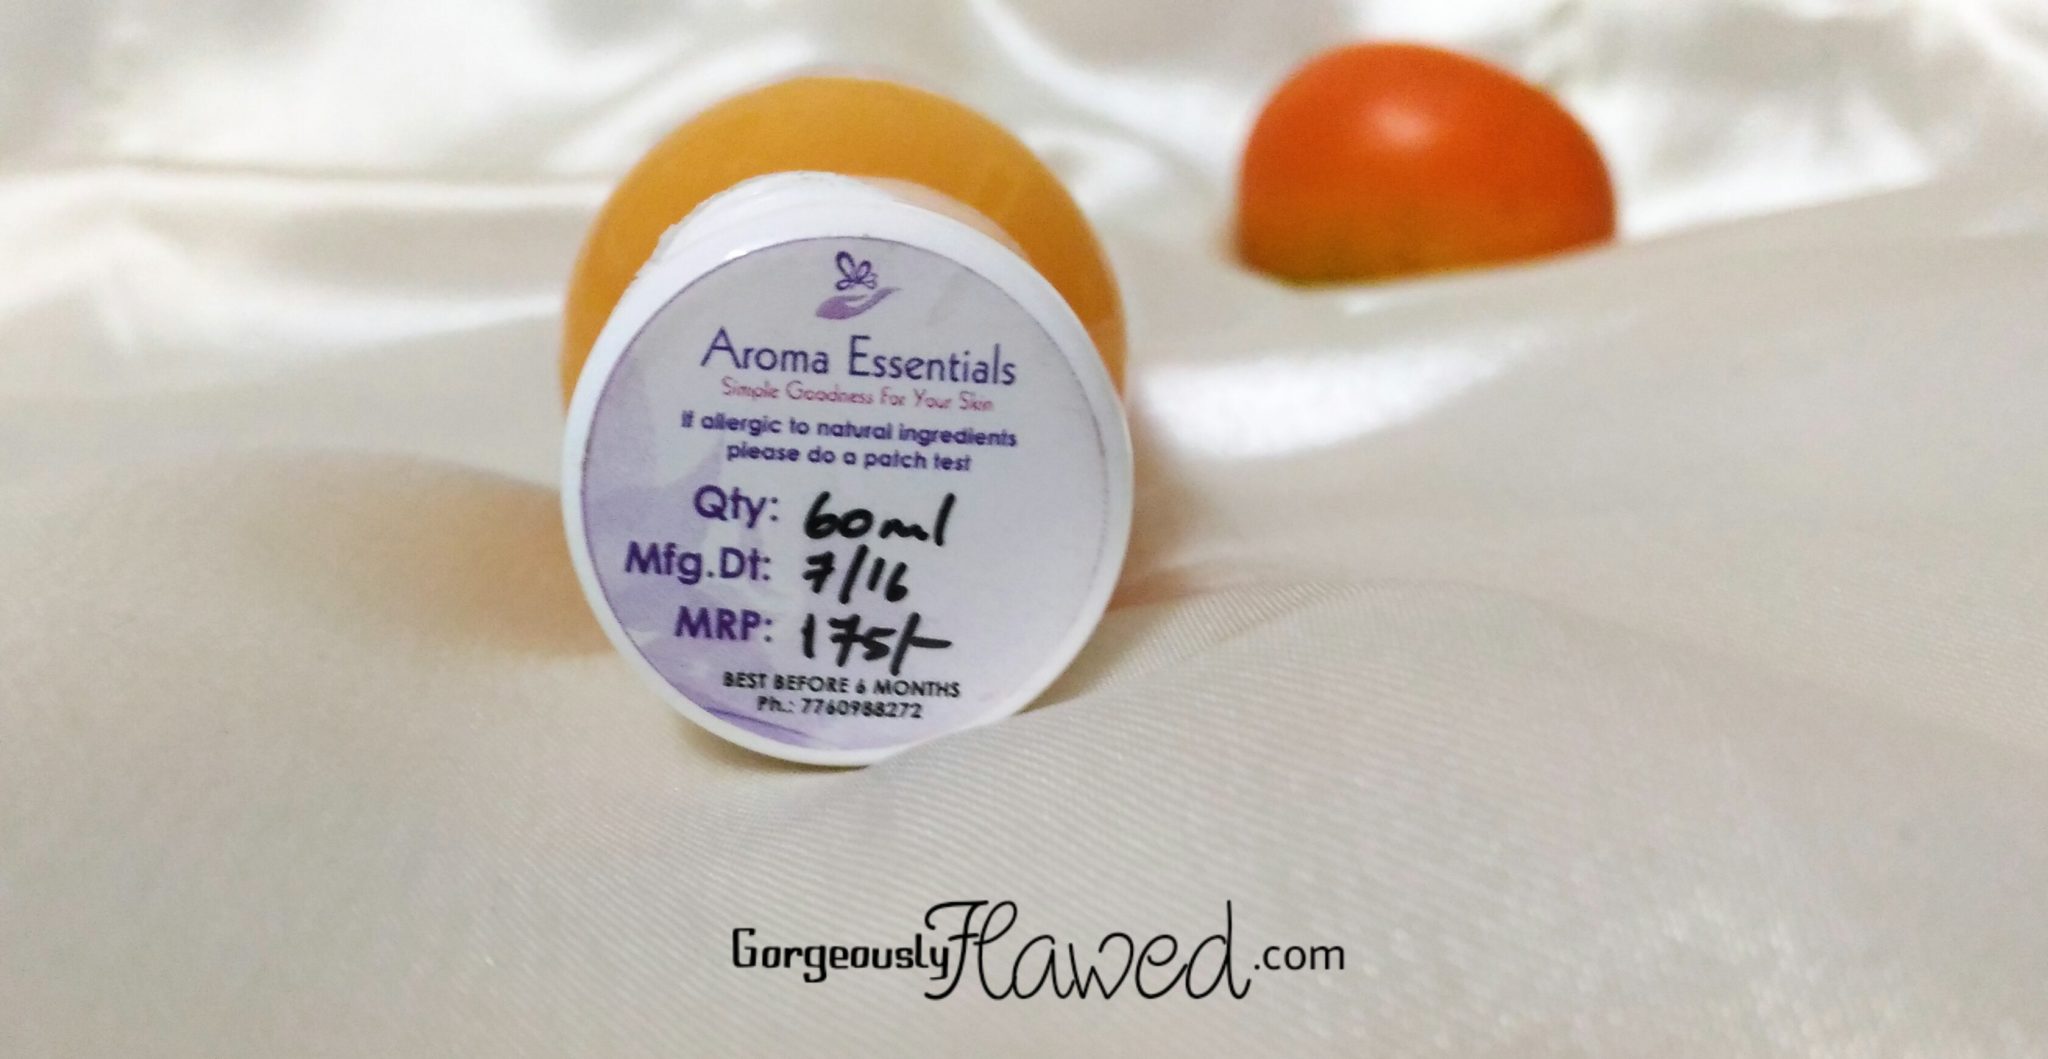 Aroma Essentials
Simple Goodness For Your Skin
If allergic to natural ingredients
please do a patch test
Qty: 60ml
Mfg.Dt: 7/16
MRP: 175/-
BEST BEFORE 6 MONTHS
Ph.: 7760988272
GorgeouslyFlawed.com